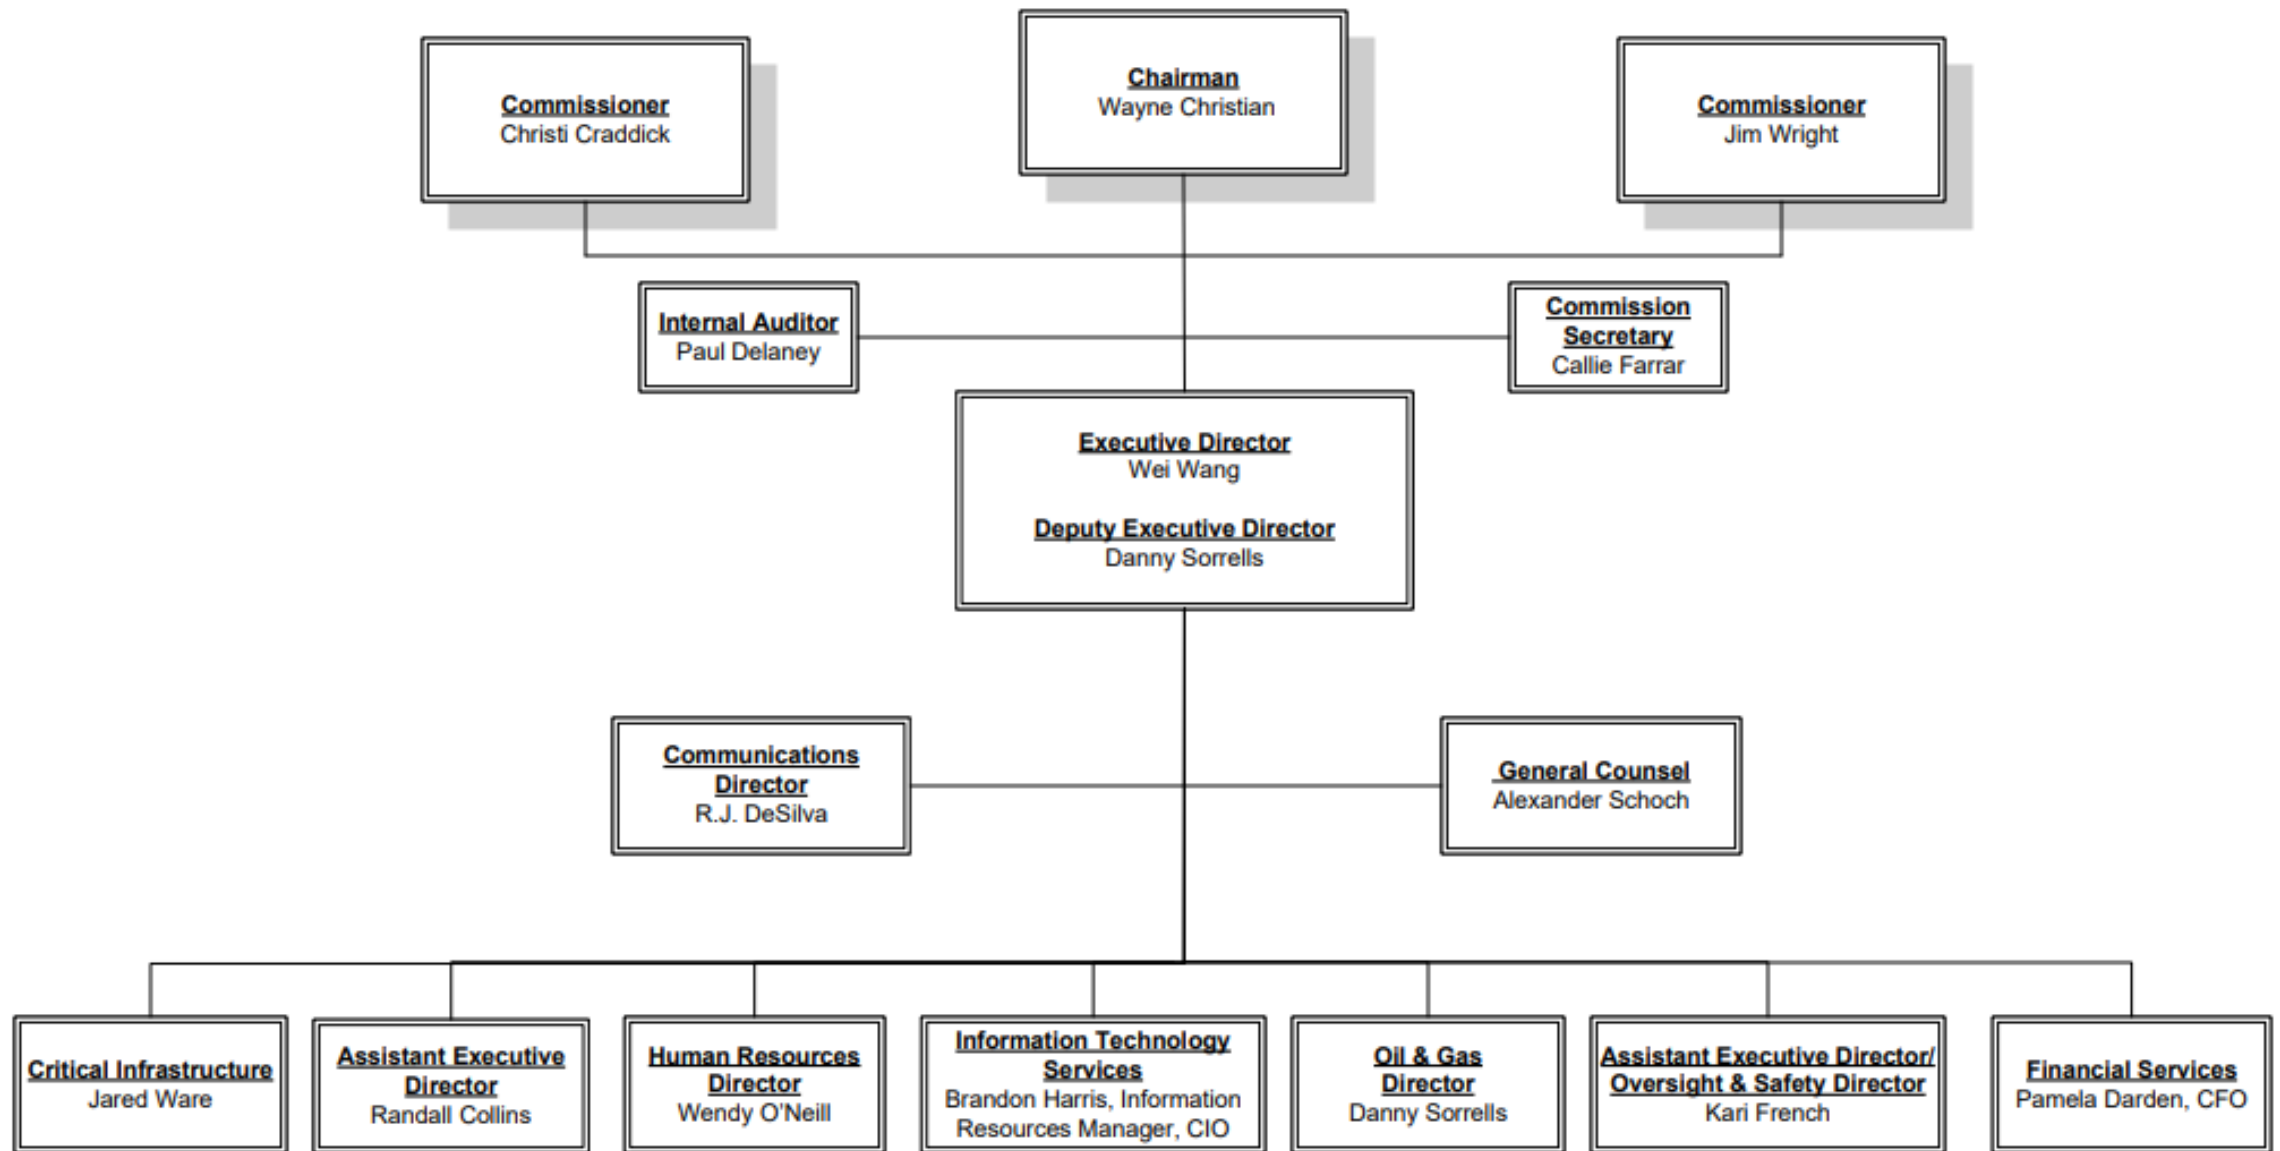 Commissioner
Christi Craddick
Chairman
Wayne Christian
Commissioner
Jim Wright
Internal Auditor
Paul Delaney
Commission
Secretary
Callie Farrar
Executive Director
Wei Wang
Deputy Executive Director
Danny Sorrells
Communications
Director
R.J. DeSilva
General Counsel
Alexander Schoch
Critical Infrastructure
Jared Ware
Assistant Executive
Director
Randall Collins
Human Resources
Director
Wendy O'Neill
Information Technology
Services
Brandon Harris, Information
Resources Manager, CIO
Oil & Gas
Director
Danny Sorrells
Assistant Executive Director/
Oversight & Safety Director
Kari French
Financial Services
Pamela Darden, CFO